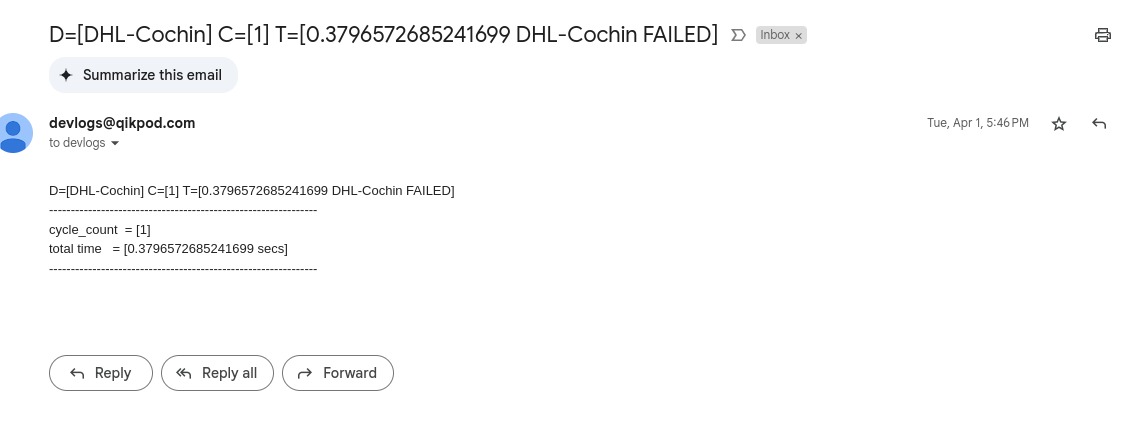 D=[DHL-Cochin] C=[1] T=[0.3796572685241699 DHL-Cochin FAILED]
Inbox ×
Summarize this email
devlogs@qikpod.com
Tue, Apr 1, 5:46 PM
to devlogs
D=[DHL-Cochin] C=[1] T=[0.3796572685241699 DHL-Cochin FAILED]
--------------------------------------------------------------
cycle_count  = [1]
total time   = [0.3796572685241699 secs]
--------------------------------------------------------------
Reply
Reply all
Forward